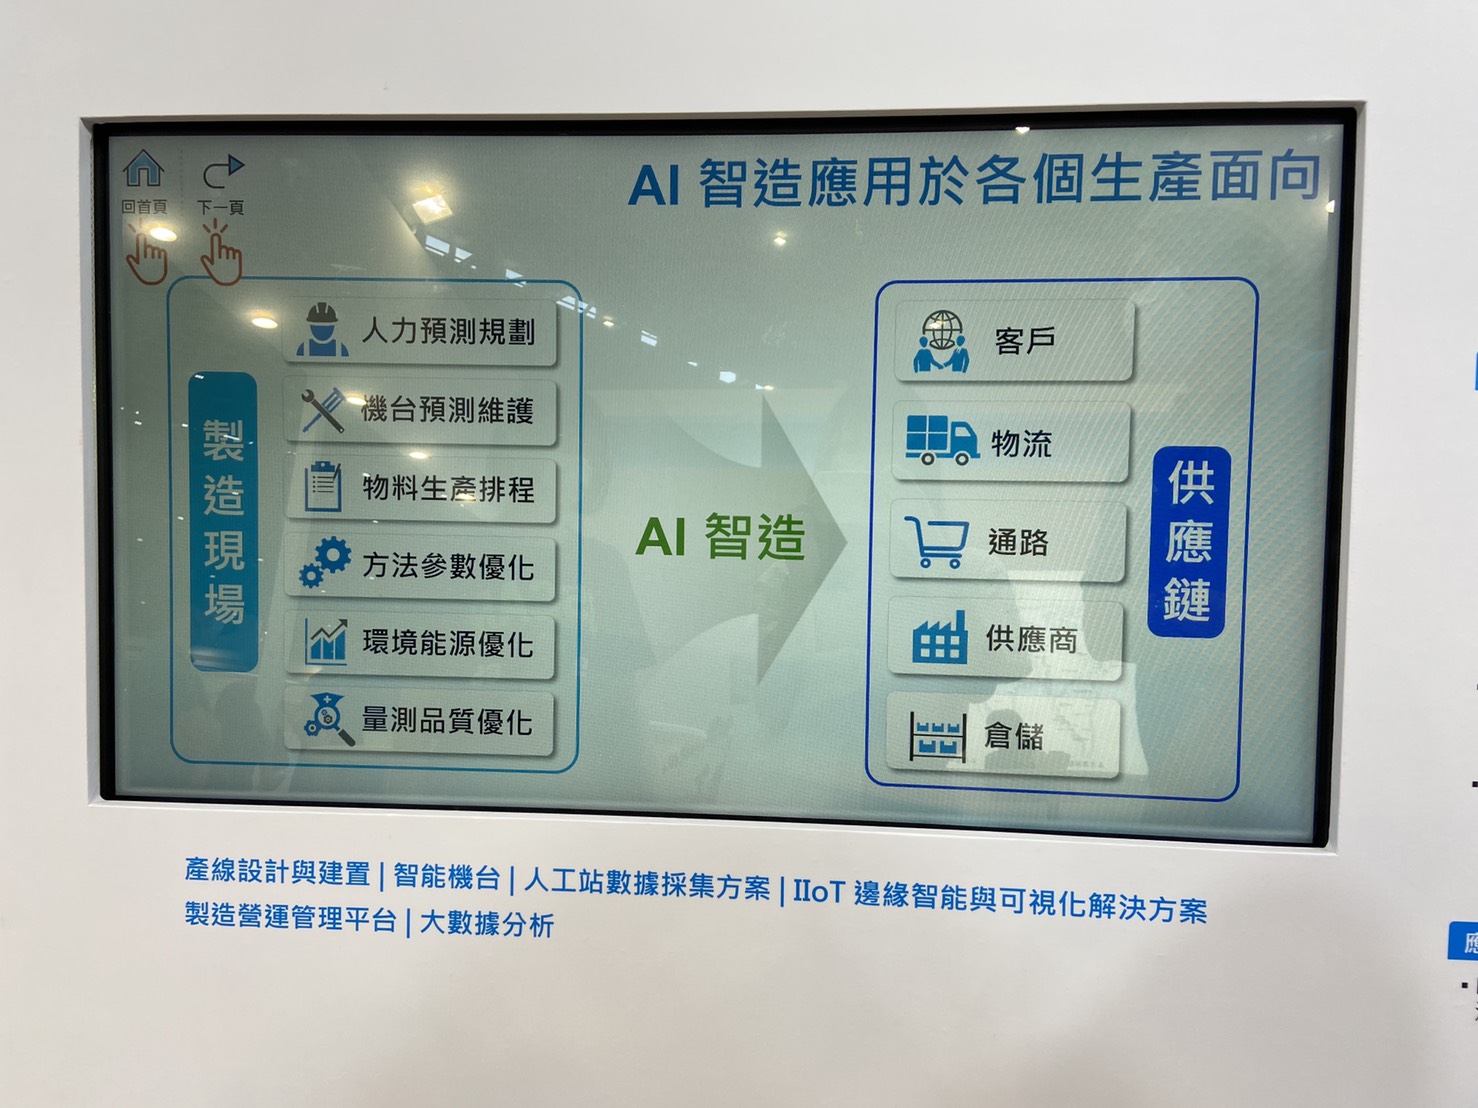 回首頁
下一頁
AI 智造應用於各個生產面向
製造現場
人力預測規劃
機台預測維護
物料生產排程
方法參數優化
環境能源優化
量測品質優化
AI 智造
客戶
物流
通路
供應商
倉儲
供應鏈
產線設計與建置 | 智能機台 | 人工站數據採集方案 | IIoT 邊緣智能與可視化解決方案
製造營運管理平台 | 大數據分析
應